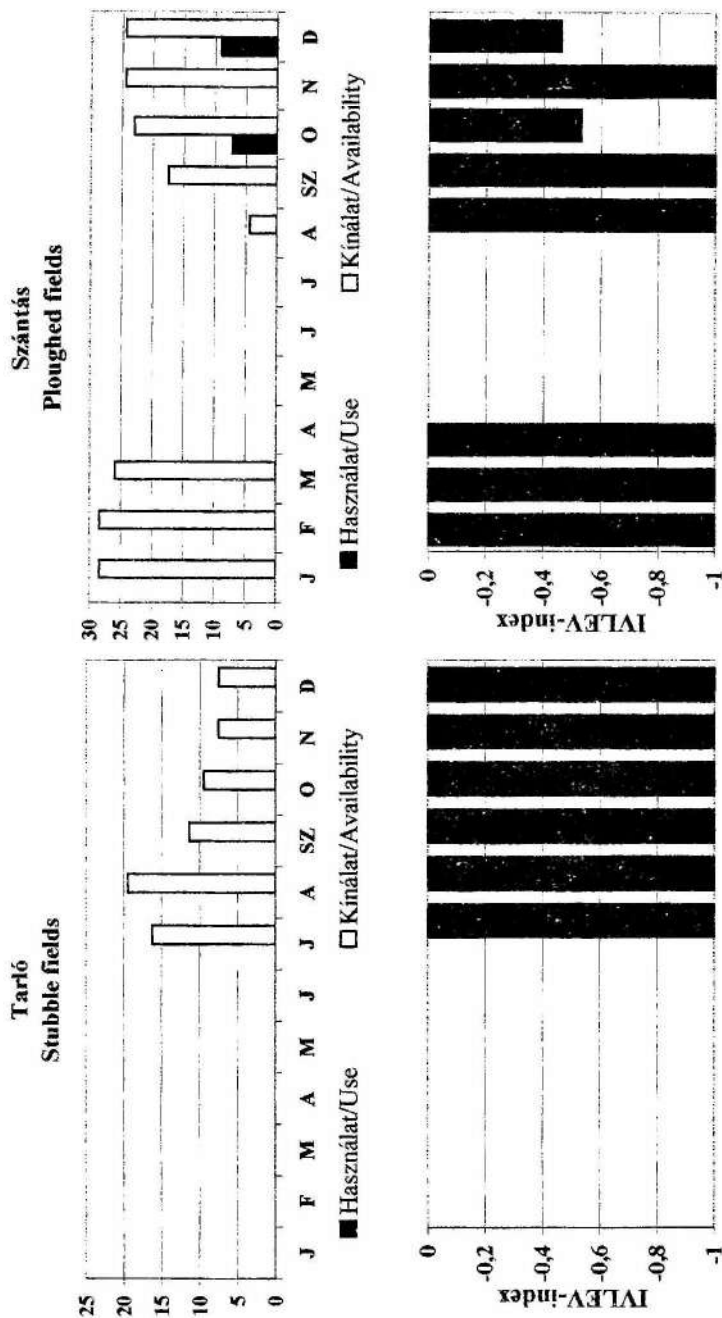 Tarló
Stubble fields
25
20
15
10
5
0
J F M A M J J A SZ O N D
■ Használat/Use □ Kínálat/Availability
IVLEV-index
0
-0,2
-0,4
-0,6
-0,8
-1
Szántás
Ploughed fields
30
25
20
15
10
5
0
J F M A M J J A SZ O N D
■ Használat/Use □ Kínálat/Availability
IVLEV-index
0
-0,2
-0,4
-0,6
-0,8
-1